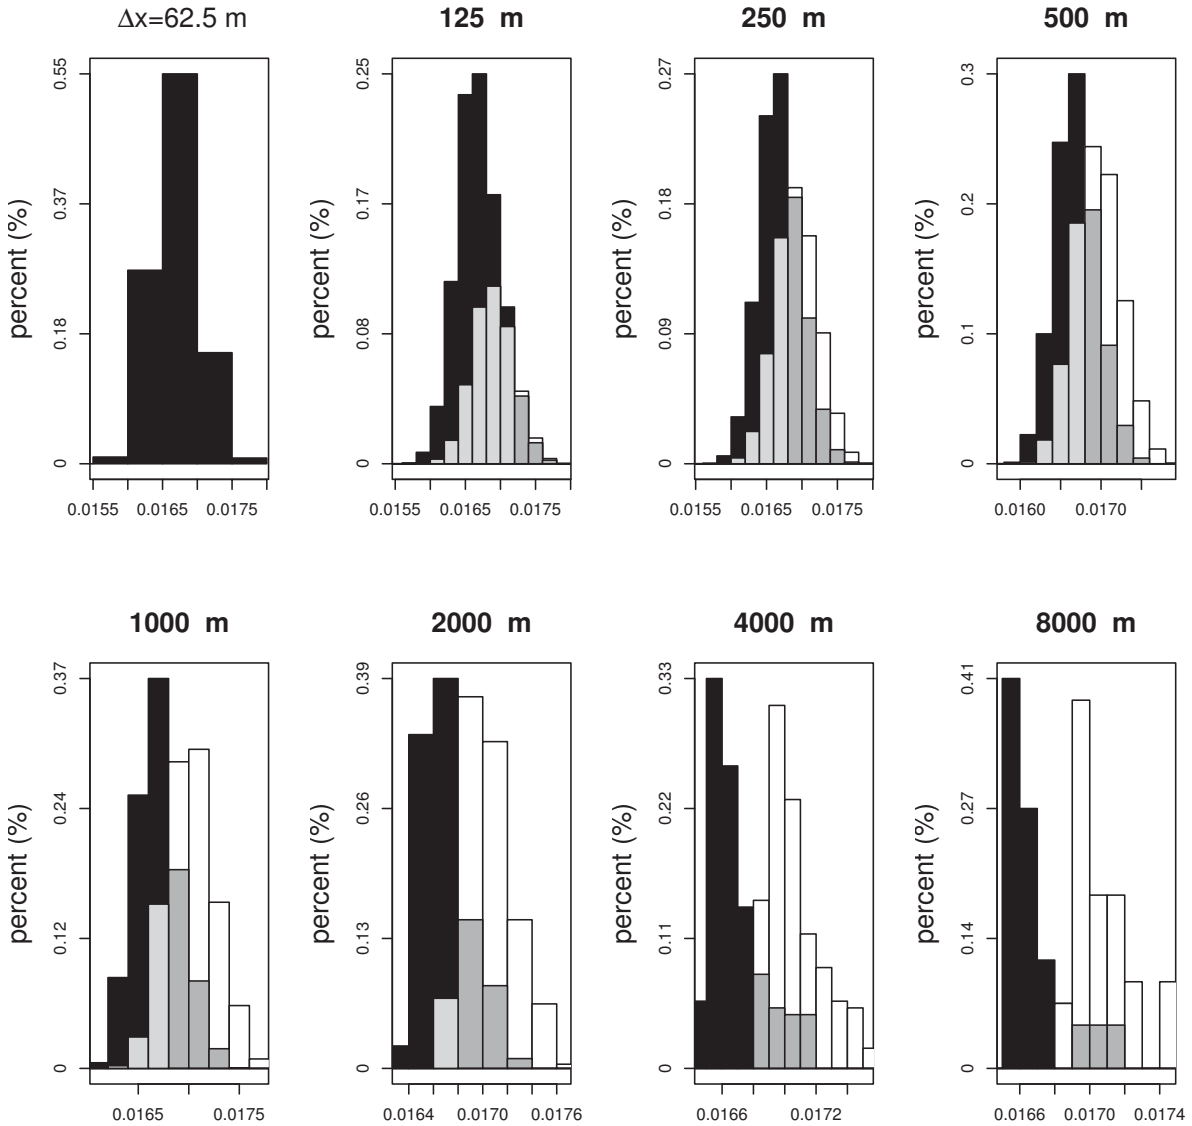 Δx=62.5 m
125 m
250 m
500 m
percent (%)
0.55
0.37
0.18
0
0.0155 0.0165 0.0175
percent (%)
0.25
0.17
0.08
0
0.0155 0.0165 0.0175
percent (%)
0.27
0.18
0.09
0
0.0155 0.0165 0.0175
percent (%)
0.3
0.2
0.1
0
0.0160 0.0170
1000 m
2000 m
4000 m
8000 m
percent (%)
0.37
0.24
0.12
0
0.0165 0.0175
percent (%)
0.39
0.26
0.13
0
0.0164 0.0170 0.0176
percent (%)
0.33
0.22
0.11
0
0.0166 0.0172
percent (%)
0.41
0.27
0.14
0
0.0166 0.0170 0.0174